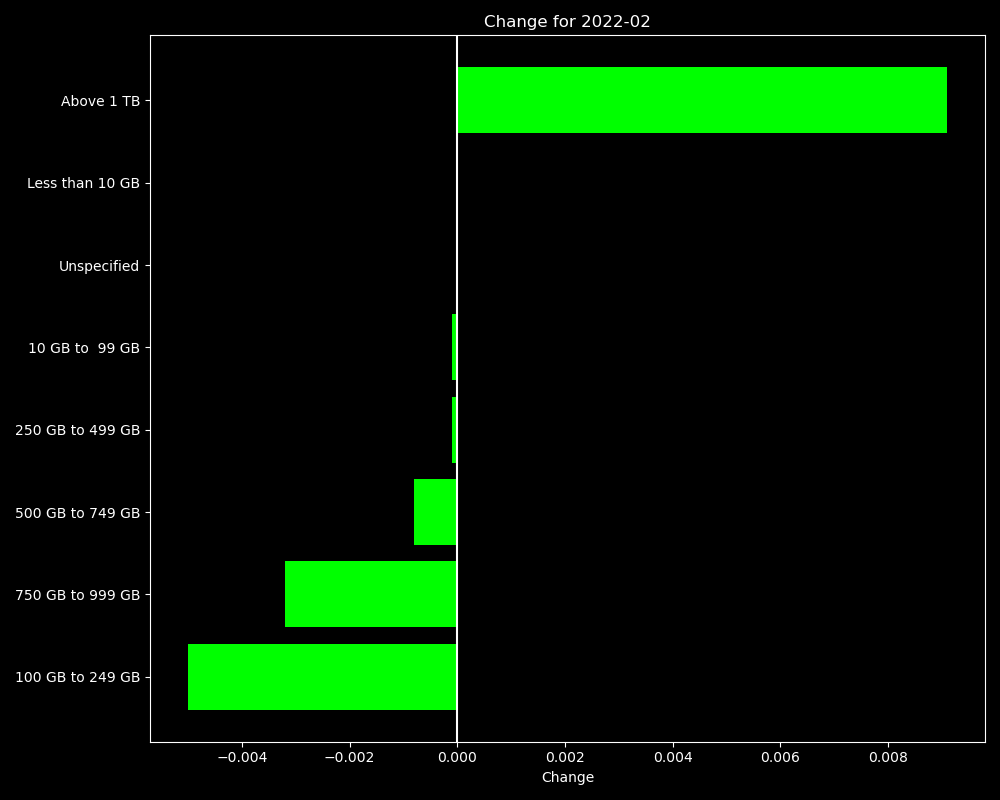 Change for 2022-02
Above 1 TB
Less than 10 GB
Unspecified
10 GB to  99 GB
250 GB to 499 GB
500 GB to 749 GB
750 GB to 999 GB
100 GB to 249 GB
−0.004 −0.002 0.000 0.002 0.004 0.006 0.008
Change